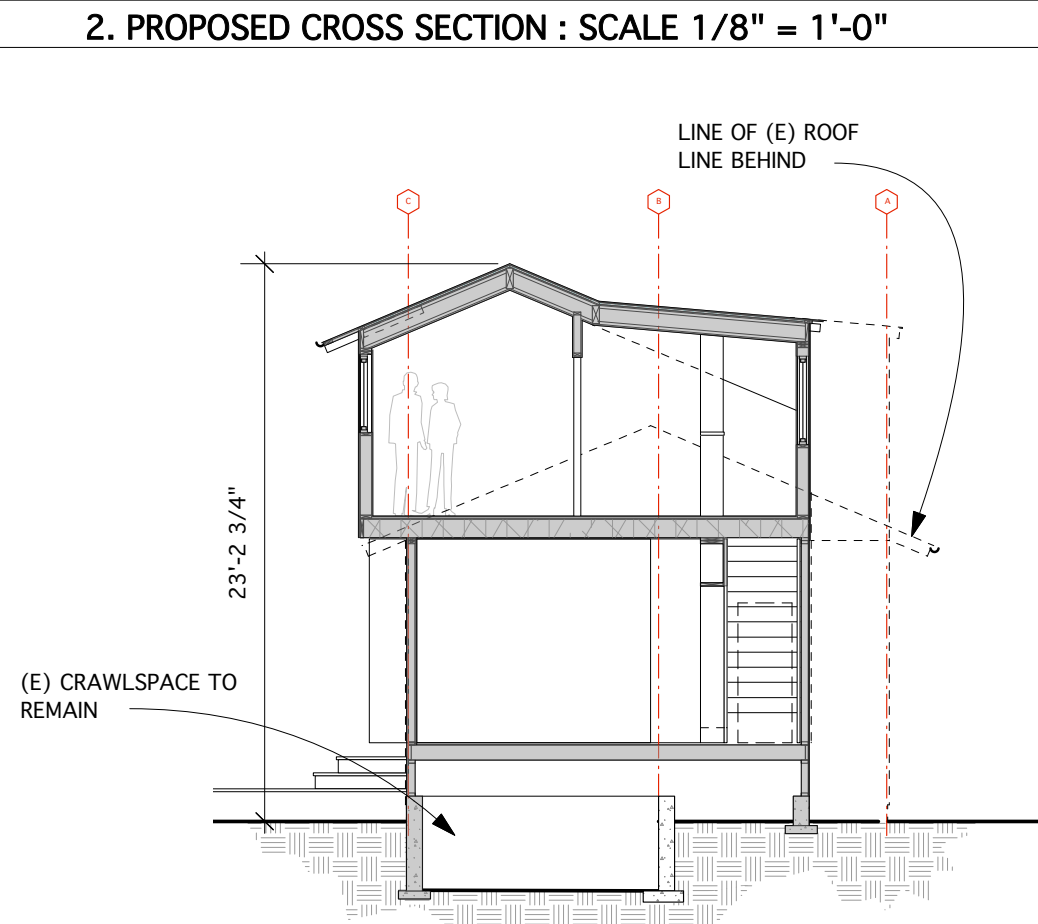 2. PROPOSED CROSS SECTION : SCALE 1/8" = 1'-0"
LINE OF (E) ROOF
LINE BEHIND
C
B
A
23'-2 3/4"
(E) CRAWLSPACE TO
REMAIN